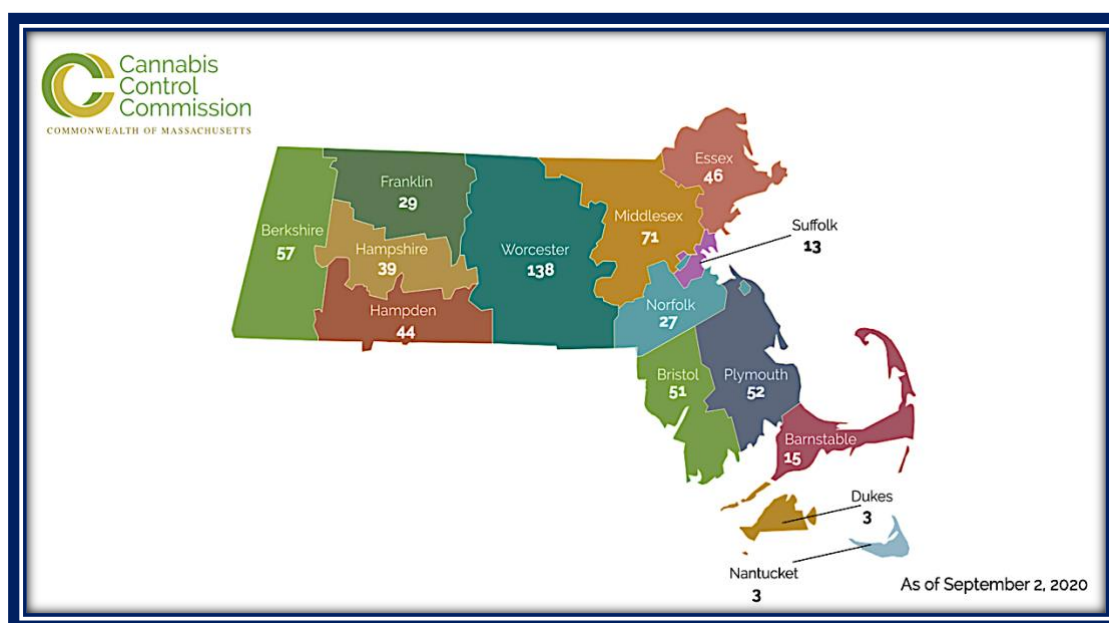 Cannabis
Control
Commission
COMMONWEALTH OF MASSACHUSETTS
Essex
46
Franklin
29
Middlesex
71
Suffolk
13
Berkshire
57
Hampshire
39
Worcester
138
Hampden
44
Norfolk
27
Bristol
51
Plymouth
52
Barnstable
15
Dukes
3
Nantucket
3
As of September 2, 2020